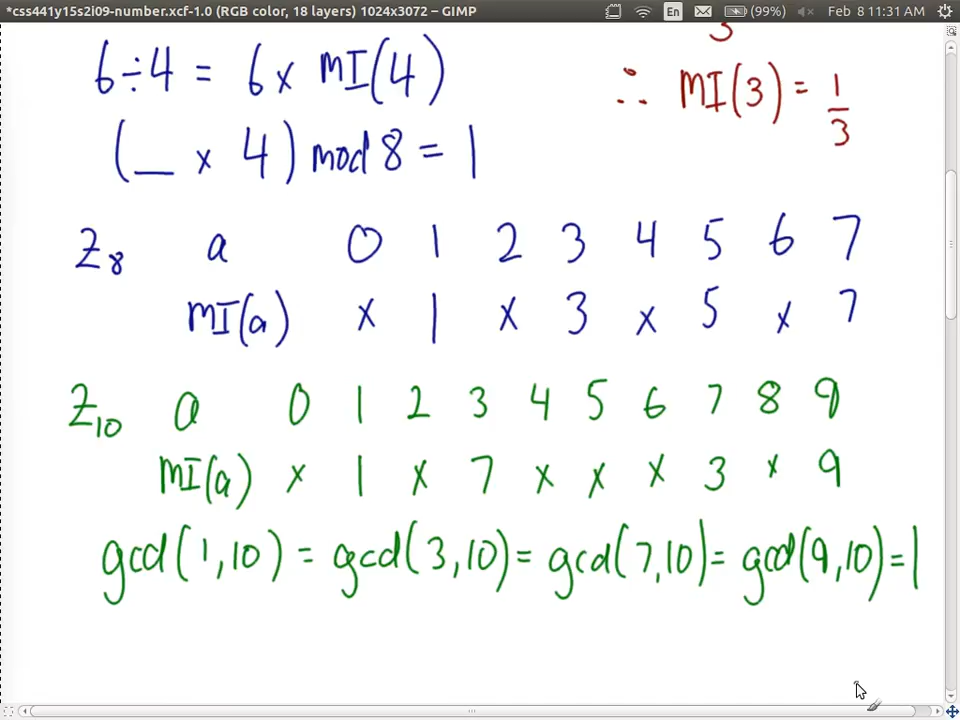 *css441y15s2i09-number.xcf-1.0 (RGB color, 18 layers) 1024x3072 – GIMP En (99%) Feb 8 11:31 AM
3
6÷4 = 6x MI(4)
∴ MI(3) = 1/3
(_ x 4) mod 8 = 1
Z8 a 0 1 2 3 4 5 6 7
MI(a) x 1 x 3 x 5 x 7
Z10 a 0 1 2 3 4 5 6 7 8 9
MI(a) x 1 x 7 x x x 3 x 9
gcd(1,10) = gcd(3,10) = gcd(7,10) = gcd(9,10) = 1